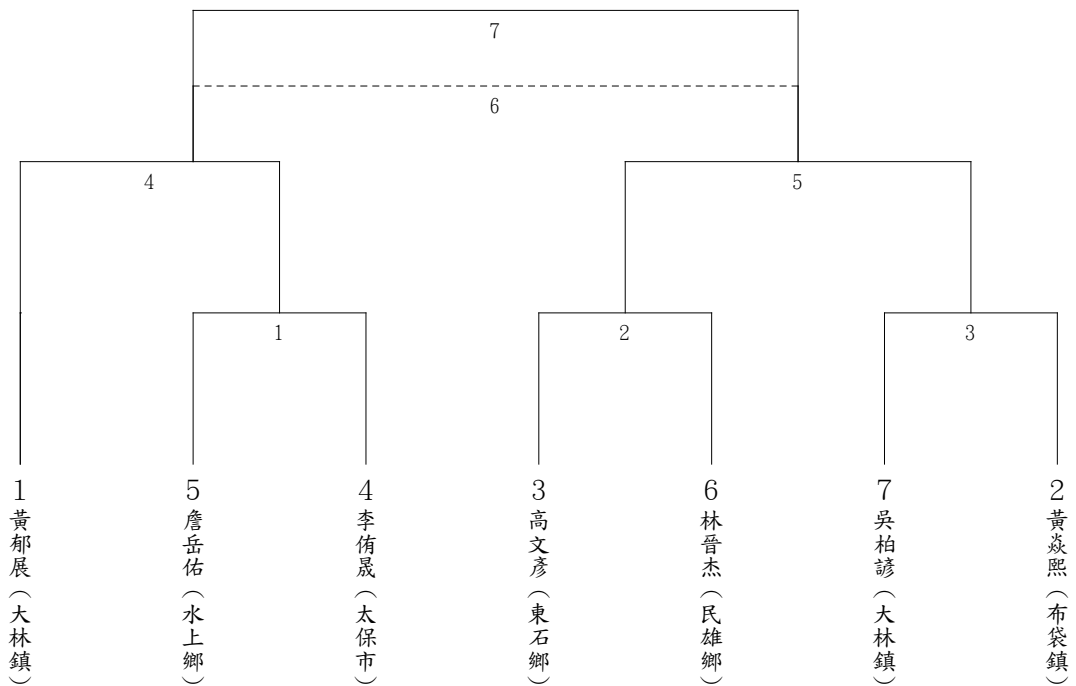 7
6
4
5
1
2
3
1
黃郁展（大林鎮）
5
詹岳佑（水上鄉）
4
李侑晟（太保市）
3
高文彥（東石鄉）
6
林晉杰（民雄鄉）
7
吳柏諺（大林鎮）
2
黃焱熙（布袋鎮）